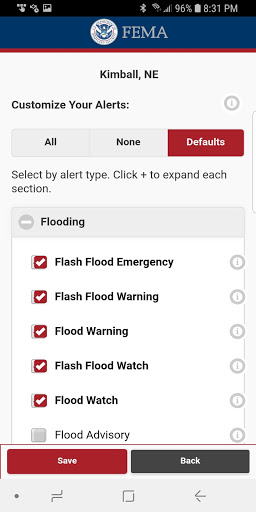 96% 8:31 PM
FEMA
Kimball, NE
Customize Your Alerts:
All None Defaults
Select by alert type. Click + to expand each
section.
Flooding
Flash Flood Emergency
Flash Flood Warning
Flood Warning
Flash Flood Watch
Flood Watch
Flood Advisory
Save Back